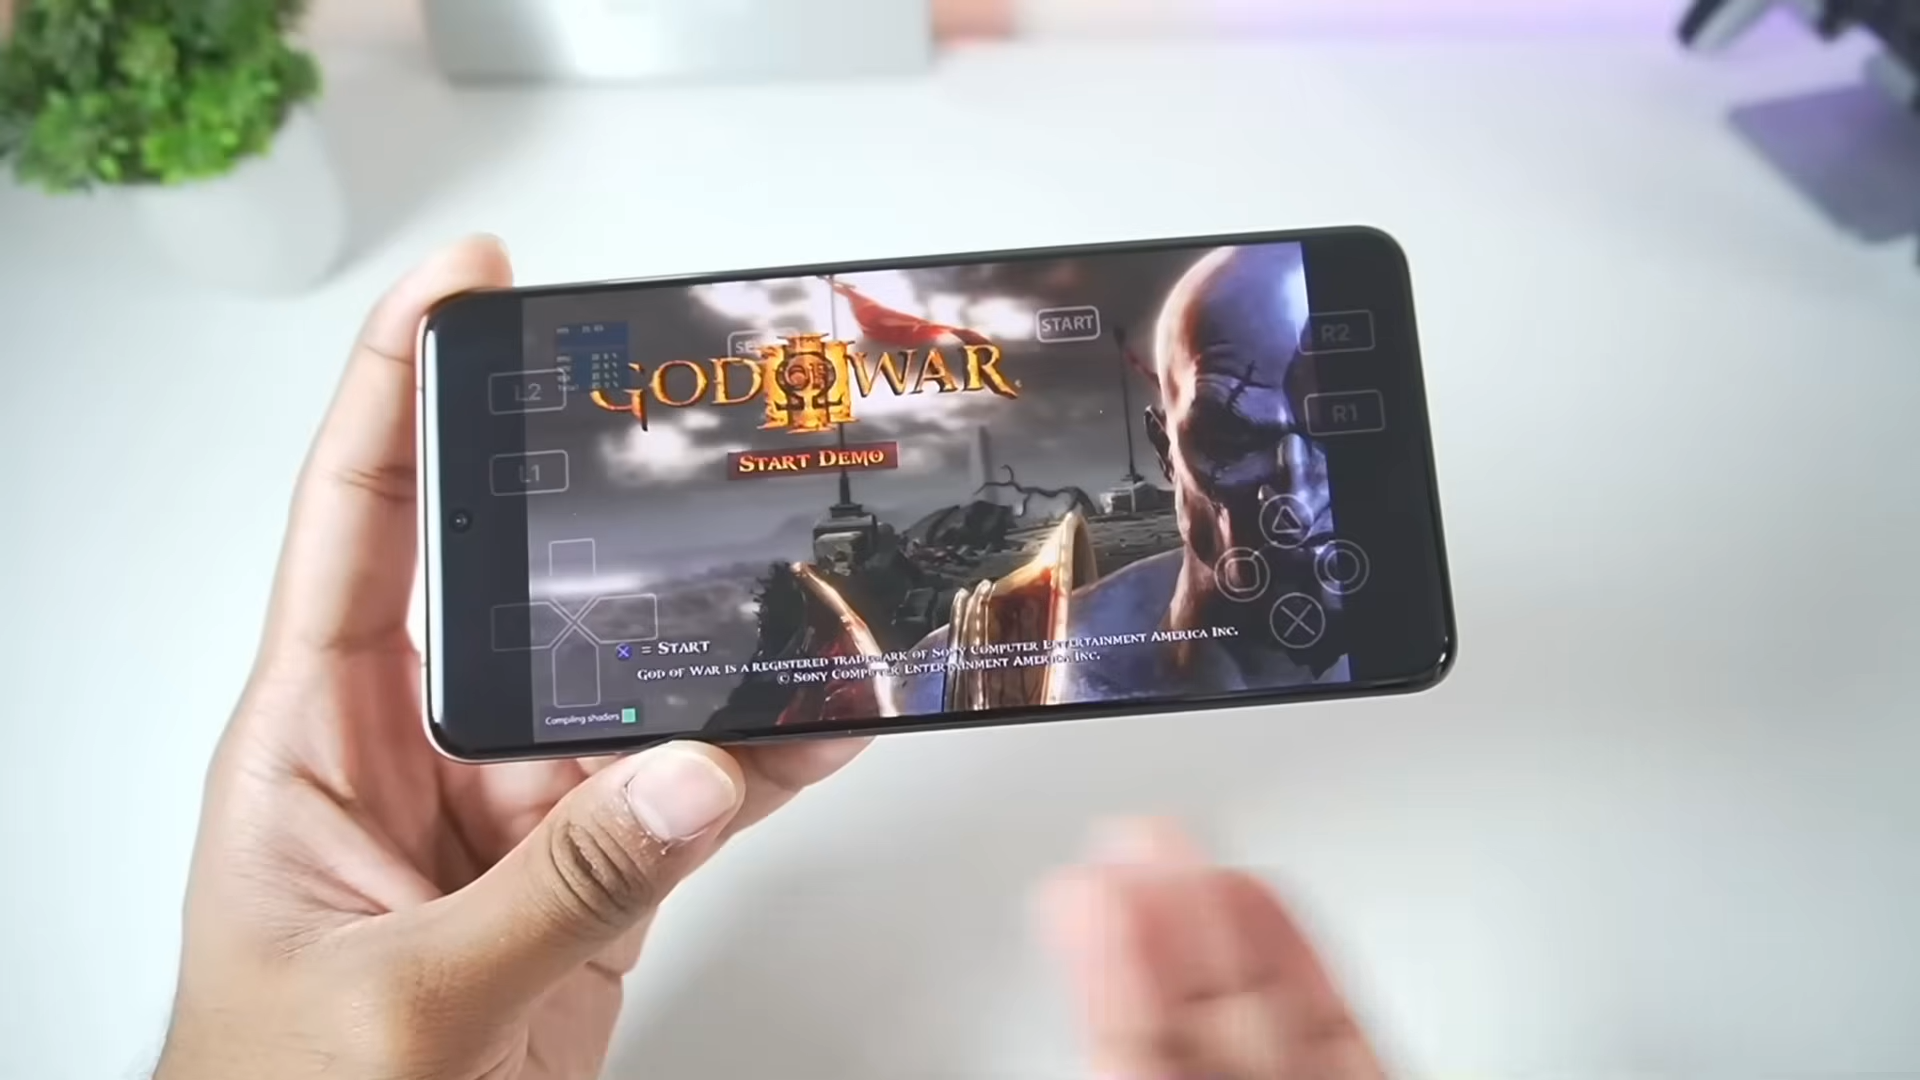 START
L2
GOD OF WAR
R2
R1
L1
START DEMO
= START
GOD OF WAR IS A REGISTERED TRADEMARK OF SONY COMPUTER ENTERTAINMENT AMERICA INC.
© SONY COMPUTER ENTERTAINMENT AMERICA INC.
Compiling shaders